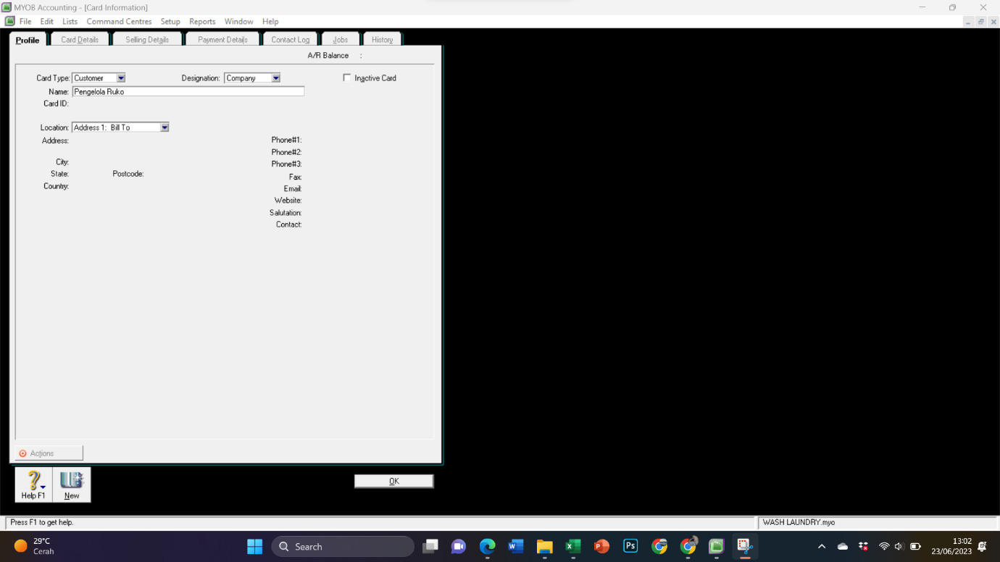 MYOB Accounting - [Card Information]
File Edit Lists Command Centres Setup Reports Window Help
Profile Card Details Selling Details Payment Details Contact Log Jobs History
A/R Balance :
Card Type: Customer Designation: Company Inactive Card
Name: Pengelola Ruko
Card ID:
Location: Address 1: Bill To
Address: Phone#1:
Phone#2:
City: Phone#3:
State: Postcode: Fax:
Country: Email:
Website:
Salutation:
Contact:
Actions
Help F1 New OK
Press F1 to get help. WASH LAUNDRY.myo
29°C
Cerah
Search
W
X
P
Ps
13:02
23/06/2023